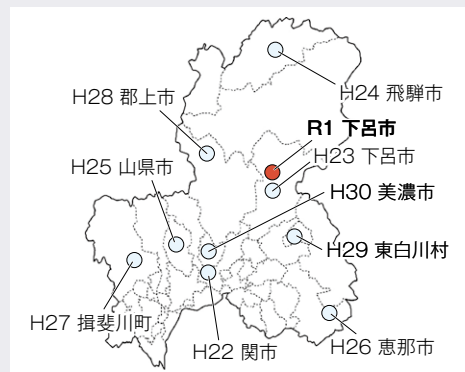 H24 飛騨市
H28 郡上市
R1 下呂市
H23 下呂市
H25 山県市
H30 美濃市
H29 東白川村
H27 揖斐川町
H26 恵那市
H22 関市